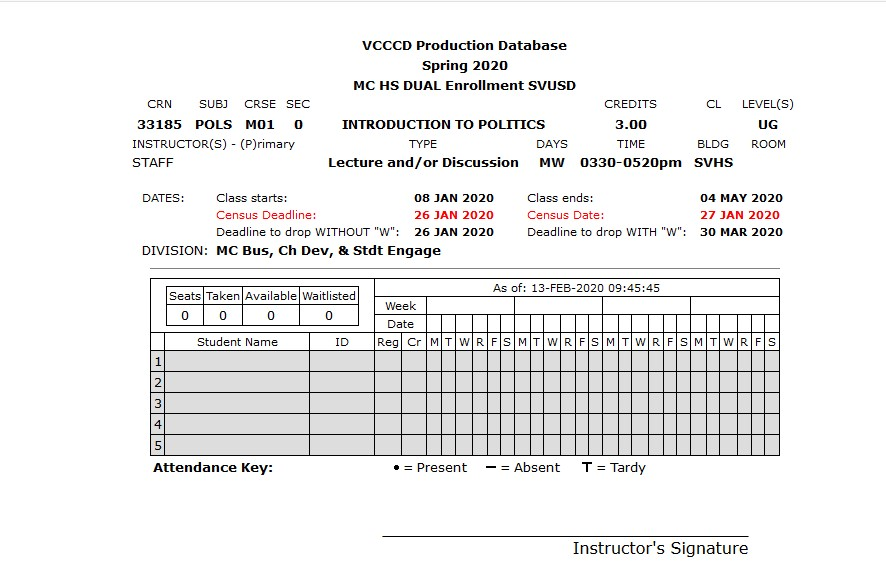 VCCCD Production Database
Spring 2020
MC HS DUAL Enrollment SVUSD
CRN SUBJ CRSE SEC CREDITS CL LEVEL(S)
33185 POLS M01 0 INTRODUCTION TO POLITICS 3.00 UG
INSTRUCTOR(S) - (P)rimary TYPE DAYS TIME BLDG ROOM
STAFF Lecture and/or Discussion MW 0330-0520pm SVHS
DATES: Class starts: 08 JAN 2020 Class ends: 04 MAY 2020
Census Deadline: 26 JAN 2020 Census Date: 27 JAN 2020
Deadline to drop WITHOUT "W": 26 JAN 2020 Deadline to drop WITH "W": 30 MAR 2020
DIVISION: MC Bus, Ch Dev, & Stdt Engage
As of: 13-FEB-2020 09:45:45
Seats Taken Available Waitlisted Week
0 0 0 0 Date
Student Name ID Reg Cr M T W R F S M T W R F S M T W R F S M T W R F S
1
2
3
4
5
Attendance Key: • = Present — = Absent T = Tardy
Instructor's Signature